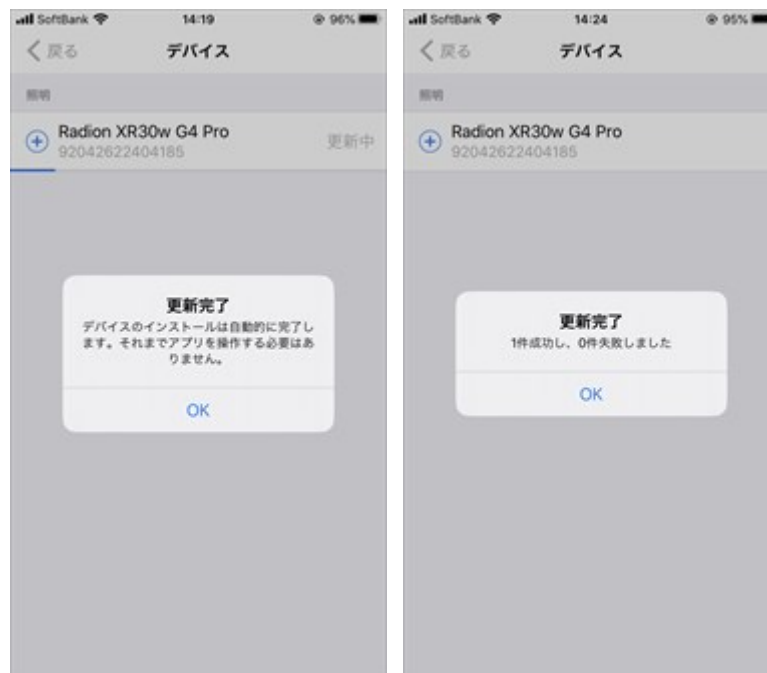 SoftBank 14:19 96%
戻る デバイス
照明
Radion XR30w G4 Pro
92042622404185
更新中
更新完了
デバイスのインストールは自動的に完了し
ます。それまでアプリを操作する必要はあ
りません。
OK
SoftBank 14:24 95%
戻る デバイス
照明
Radion XR30w G4 Pro
92042622404185
更新完了
1件成功し、0件失敗しました
OK